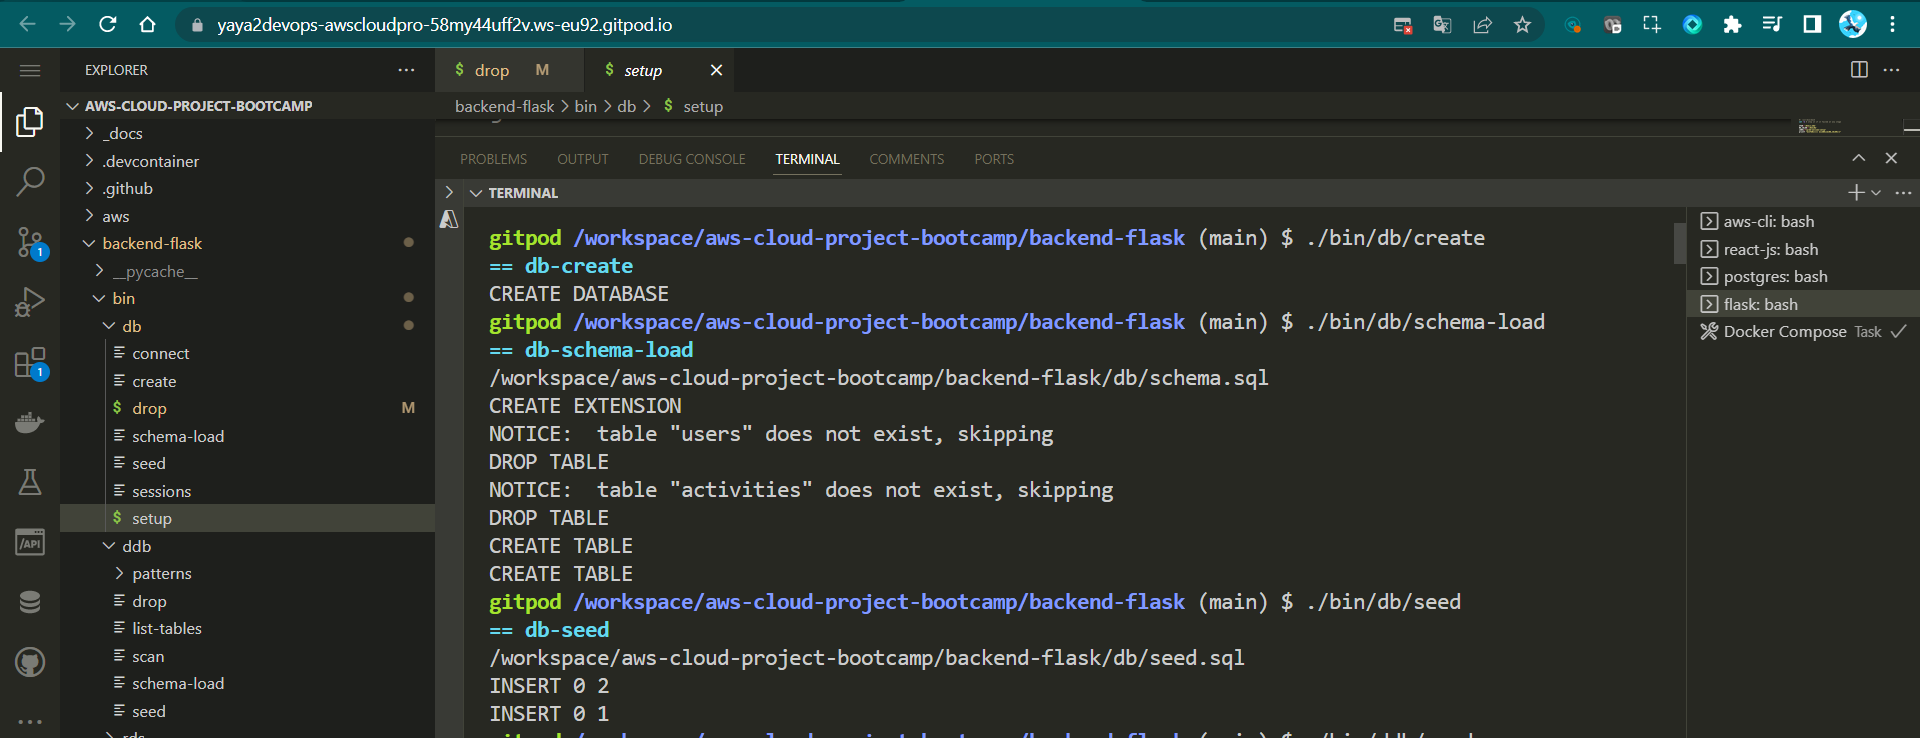 yaya2devops-awscloudpro-58my44uff2v.ws-eu92.gitpod.io
EXPLORER
AWS-CLOUD-PROJECT-BOOTCAMP
_docs
.devcontainer
.github
aws
backend-flask
__pycache__
bin
db
connect
create
$ drop M
schema-load
seed
sessions
$ setup
ddb
patterns
drop
list-tables
scan
schema-load
seed
rds
1
1
/API
$ drop M
$ setup
backend-flask > bin > db > $ setup
PROBLEMS OUTPUT DEBUG CONSOLE TERMINAL COMMENTS PORTS
TERMINAL
gitpod /workspace/aws-cloud-project-bootcamp/backend-flask (main) $ ./bin/db/create
== db-create
CREATE DATABASE
gitpod /workspace/aws-cloud-project-bootcamp/backend-flask (main) $ ./bin/db/schema-load
== db-schema-load
/workspace/aws-cloud-project-bootcamp/backend-flask/db/schema.sql
CREATE EXTENSION
NOTICE:  table "users" does not exist, skipping
DROP TABLE
NOTICE:  table "activities" does not exist, skipping
DROP TABLE
CREATE TABLE
CREATE TABLE
gitpod /workspace/aws-cloud-project-bootcamp/backend-flask (main) $ ./bin/db/seed
== db-seed
/workspace/aws-cloud-project-bootcamp/backend-flask/db/seed.sql
INSERT 0 2
INSERT 0 1
aws-cli: bash
react-js: bash
postgres: bash
flask: bash
Docker Compose Task